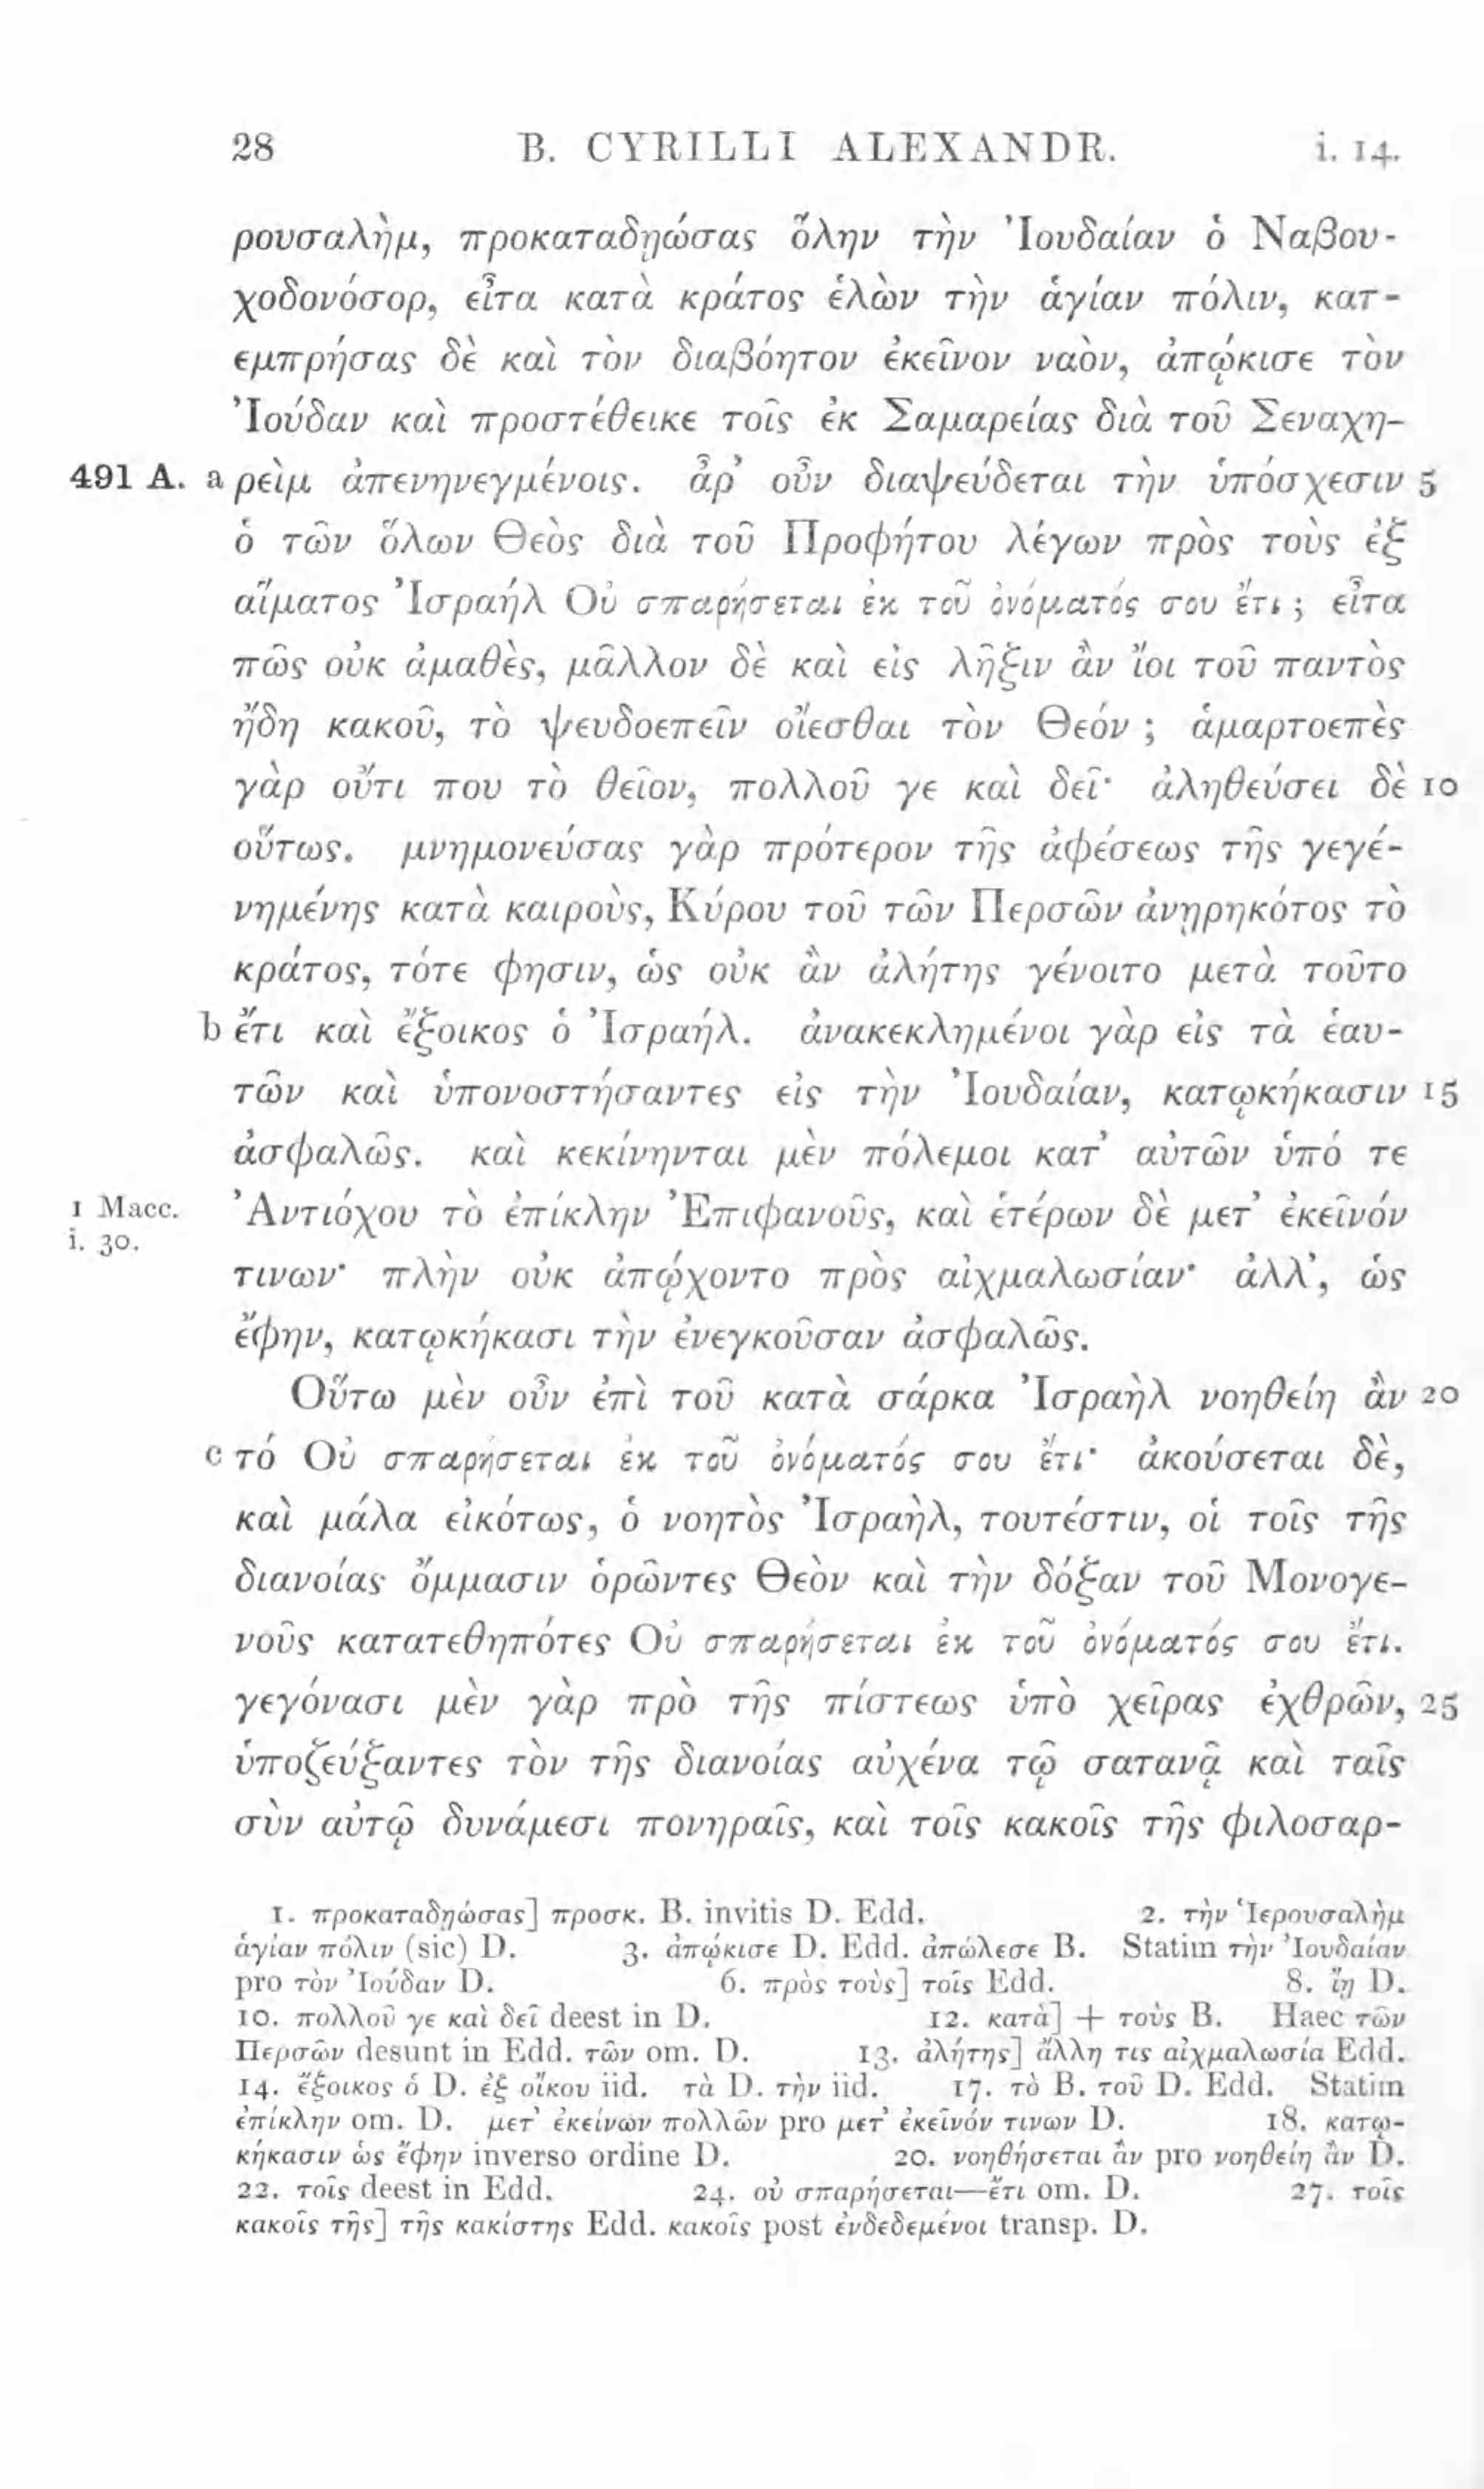 28 B. CYRILLI ALEXANDR. i. 14.
ρουσαλὴμ, προκαταδῃώσας ὅλην τὴν Ἰουδαίαν ὁ Ναβου-
χοδονόσορ, εἶτα κατὰ κράτος ἑλὼν τὴν ἁγίαν πόλιν, κατ-
εμπρήσας δὲ καὶ τὸν διαβόητον ἐκεῖνον ναὸν, ἀπῴκισε τὸν
Ἰούδαν καὶ προστέθεικε τοῖς ἐκ Σαμαρείας διὰ τοῦ Σεναχη-
491 A. a ρεὶμ ἀπενηνεγμένοις. ἆρ’ οὖν διαψεύδεται τὴν ὑπόσχεσιν 5
ὁ τῶν ὅλων Θεὸς διὰ τοῦ Προφήτου λέγων πρὸς τοὺς ἐξ
αἵματος Ἰσραήλ Οὐ σπαρήσεται ἐκ τοῦ ὀνόματός σου ἔτι ; εἶτα
πῶς οὐκ ἀμαθὲς, μᾶλλον δὲ καὶ εἰς λῆξιν ἂν ἴοι τοῦ παντὸς
ἤδη κακοῦ, τὸ ψευδοεπεῖν οἴεσθαι τὸν Θεόν ; ἁμαρτοεπὲς
γὰρ οὔτι που τὸ θεῖον, πολλοῦ γε καὶ δεῖ· ἀληθεύσει δὲ 10
οὕτως. μνημονεύσας γὰρ πρότερον τῆς ἀφέσεως τῆς γεγέ-
νημένης κατὰ καιροὺς, Κύρου τοῦ τῶν Περσῶν ἀνῃρηκότος τὸ
κράτος, τότε φησιν, ὡς οὐκ ἂν ἀλήτης γένοιτο μετὰ τοῦτο
b ἔτι καὶ ἔξοικος ὁ Ἰσραήλ. ἀνακεκλημένοι γὰρ εἰς τὰ ἑαυ-
τῶν καὶ ὑπονοστήσαντες εἰς τὴν Ἰουδαίαν, κατῳκήκασιν 15
ἀσφαλῶς. καὶ κεκίνηνται μὲν πόλεμοι κατ’ αὐτῶν ὑπό τε
1 Macc. Ἀντιόχου τὸ ἐπίκλην Ἐπιφανοῦς, καὶ ἑτέρων δὲ μετ’ ἐκεῖνόν
i. 30.
τινων· πλὴν οὐκ ἀπῴχοντο πρὸς αἰχμαλωσίαν· ἀλλ’, ὡς
ἔφην, κατῳκήκασι τὴν ἐνεγκοῦσαν ἀσφαλῶς.
Οὕτω μὲν οὖν ἐπὶ τοῦ κατὰ σάρκα Ἰσραὴλ νοηθείη ἂν 20
c τό Οὐ σπαρήσεται ἐκ τοῦ ὀνόματός σου ἔτι· ἀκούσεται δὲ,
καὶ μάλα εἰκότως, ὁ νοητὸς Ἰσραὴλ, τουτέστιν, οἱ τοῖς τῆς
διανοίας ὄμμασιν ὁρῶντες Θεὸν καὶ τὴν δόξαν τοῦ Μονογε-
νοῦς κατατεθηπότες Οὐ σπαρήσεται ἐκ τοῦ ὀνόματός σου ἔτι.
γεγόνασι μὲν γὰρ πρὸ τῆς πίστεως ὑπὸ χεῖρας ἐχθρῶν, 25
ὑποζεύξαντες τὸν τῆς διανοίας αὐχένα τῷ σατανᾷ καὶ ταῖς
σὺν αὐτῷ δυνάμεσι πονηραῖς, καὶ τοῖς κακοῖς τῆς φιλοσαρ-
1. προκαταδῃώσας] προσκ. B. invitis D. Edd. 2. τὴν Ἱερουσαλὴμ
ἁγίαν πόλιν (sic) D. 3. ἀπῴκισε D. Edd. ἀπώλεσε B. Statim τὴν Ἰουδαίαν
pro τὸν Ἰούδαν D. 6. πρὸς τοὺς] τοῖς Edd. 8. ἴῃ D.
10. πολλοῦ γε καὶ δεῖ deest in D. 12. κατὰ] + τοὺς B. Haec τῶν
Περσῶν desunt in Edd. τῶν om. D. 13. ἀλήτης] ἄλλη τις αἰχμαλωσία Edd.
14. ἔξοικος ὁ D. ἐξ οἴκου iid. τὰ D. τὴν iid. 17. τὸ B. τοῦ D. Edd. Statim
ἐπίκλην om. D. μετ’ ἐκείνων πολλῶν pro μετ’ ἐκεῖνόν τινων D. 18. κατῳ-
κήκασιν ὡς ἔφην inverso ordine D. 20. νοηθήσεται ἂν pro νοηθείη ἂν D.
22. τοῖς deest in Edd. 24. οὐ σπαρήσεται—ἔτι om. D. 27. τοῖς
κακοῖς τῆς] τῆς κακίστης Edd. κακοῖς post ἐνδεδεμένοι transp. D.